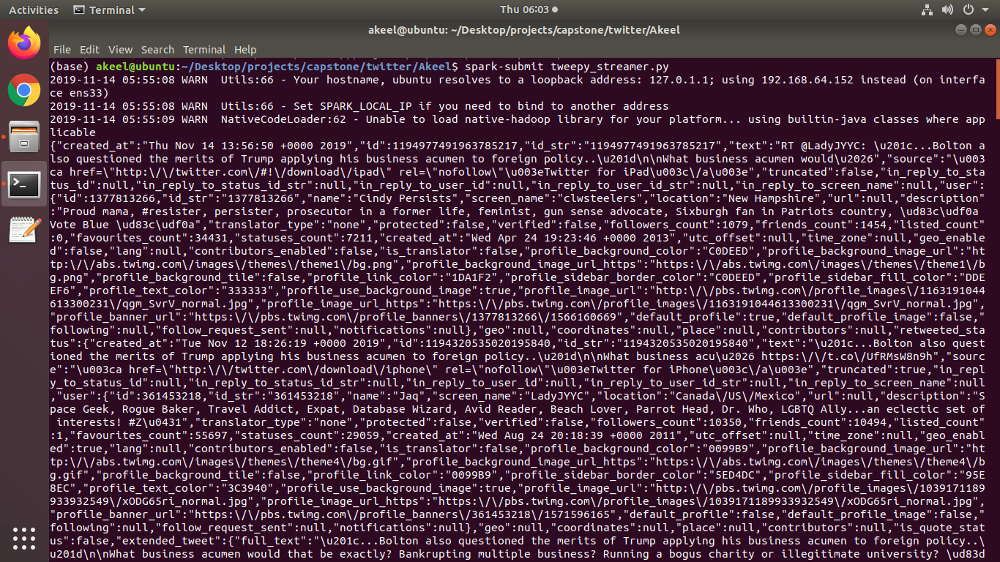 Activities Terminal Thu 06:03
akeel@ubuntu: ~/Desktop/projects/capstone/twitter/Akeel
File Edit View Search Terminal Help
(base) akeel@ubuntu:~/Desktop/projects/capstone/twitter/Akeel$ spark-submit tweepy_streamer.py
2019-11-14 05:55:08 WARN  Utils:66 - Your hostname, ubuntu resolves to a loopback address: 127.0.1.1; using 192.168.64.152 instead (on interfa
ce ens33)
2019-11-14 05:55:08 WARN  Utils:66 - Set SPARK_LOCAL_IP if you need to bind to another address
2019-11-14 05:55:09 WARN  NativeCodeLoader:62 - Unable to load native-hadoop library for your platform... using builtin-java classes where app
licable
{"created_at":"Thu Nov 14 13:56:50 +0000 2019","id":1194977491963785217,"id_str":"1194977491963785217","text":"RT @LadyJYYC: \u201c...Bolton a
lso questioned the merits of Trump applying his business acumen to foreign policy..\u201d\n\nWhat business acumen would\u2026","source":"\u003
ca href=\"http:\/\/twitter.com\/#!\/download\/ipad\" rel=\"nofollow\"\u003eTwitter for iPad\u003c\/a\u003e","truncated":false,"in_reply_to_sta
tus_id":null,"in_reply_to_status_id_str":null,"in_reply_to_user_id":null,"in_reply_to_user_id_str":null,"in_reply_to_screen_name":null,"user":
{"id":1377813266,"id_str":"1377813266","name":"Cindy Persists","screen_name":"clwsteelers","location":"New Hampshire","url":null,"description"
:"Proud mama, #resister, persister, prosecutor in a former life, feminist, gun sense advocate, Sixburgh fan in Patriots country, \ud83c\udf0a
Vote Blue \ud83c\udf0a","translator_type":"none","protected":false,"verified":false,"followers_count":1079,"friends_count":1454,"listed_count"
:0,"favourites_count":34431,"statuses_count":7211,"created_at":"Wed Apr 24 19:23:46 +0000 2013","utc_offset":null,"time_zone":null,"geo_enable
d":false,"lang":null,"contributors_enabled":false,"is_translator":false,"profile_background_color":"C0DEED","profile_background_image_url":"ht
tp:\/\/abs.twimg.com\/images\/themes\/theme1\/bg.png","profile_background_image_url_https":"https:\/\/abs.twimg.com\/images\/themes\/theme1\/b
g.png","profile_background_tile":false,"profile_link_color":"1DA1F2","profile_sidebar_border_color":"C0DEED","profile_sidebar_fill_color":"DDE
EF6","profile_text_color":"333333","profile_use_background_image":true,"profile_image_url":"http:\/\/pbs.twimg.com\/profile_images\/1163191044
613300231\/qgm_SvrV_normal.jpg","profile_image_url_https":"https:\/\/pbs.twimg.com\/profile_images\/1163191044613300231\/qgm_SvrV_normal.jpg",
"profile_banner_url":"https:\/\/pbs.twimg.com\/profile_banners\/1377813266\/1566160669","default_profile":true,"default_profile_image":false,"
following":null,"follow_request_sent":null,"notifications":null},"geo":null,"coordinates":null,"place":null,"contributors":null,"retweeted_sta
tus":{"created_at":"Tue Nov 12 18:26:19 +0000 2019","id":1194320535020195840,"id_str":"1194320535020195840","text":"\u201c...Bolton also quest
ioned the merits of Trump applying his business acumen to foreign policy..\u201d\n\nWhat business acu\u2026 https:\/\/t.co\/UfRMsW8n9h","sourc
e":"\u003ca href=\"http:\/\/twitter.com\/download\/iphone\" rel=\"nofollow\"\u003eTwitter for iPhone\u003c\/a\u003e","truncated":true,"in_repl
y_to_status_id":null,"in_reply_to_status_id_str":null,"in_reply_to_user_id":null,"in_reply_to_user_id_str":null,"in_reply_to_screen_name":null
,"user":{"id":361453218,"id_str":"361453218","name":"Jaq","screen_name":"LadyJYYC","location":"Canada\/US\/Mexico","url":null,"description":"S
pace Geek, Rogue Baker, Travel Addict, Expat, Database Wizard, Avid Reader, Beach Lover, Parrot Head, Dr. Who, LGBTQ Ally...an eclectic set of
 interests! #Z\u0431","translator_type":"none","protected":false,"verified":false,"followers_count":10350,"friends_count":10494,"listed_count"
:1,"favourites_count":55697,"statuses_count":29059,"created_at":"Wed Aug 24 20:18:39 +0000 2011","utc_offset":null,"time_zone":null,"geo_enabl
ed":true,"lang":null,"contributors_enabled":false,"is_translator":false,"profile_background_color":"0099B9","profile_background_image_url":"ht
tp:\/\/abs.twimg.com\/images\/themes\/theme4\/bg.gif","profile_background_image_url_https":"https:\/\/abs.twimg.com\/images\/themes\/theme4\/b
g.gif","profile_background_tile":false,"profile_link_color":"0099B9","profile_sidebar_border_color":"5ED4DC","profile_sidebar_fill_color":"95E
8EC","profile_text_color":"3C3940","profile_use_background_image":true,"profile_image_url":"http:\/\/pbs.twimg.com\/profile_images\/1039171189
933932549\/xODG65ri_normal.jpg","profile_image_url_https":"https:\/\/pbs.twimg.com\/profile_images\/1039171189933932549\/xODG65ri_normal.jpg",
"profile_banner_url":"https:\/\/pbs.twimg.com\/profile_banners\/361453218\/1571596165","default_profile":false,"default_profile_image":false,"
following":null,"follow_request_sent":null,"notifications":null},"geo":null,"coordinates":null,"place":null,"contributors":null,"is_quote_stat
us":false,"extended_tweet":{"full_text":"\u201c...Bolton also questioned the merits of Trump applying his business acumen to foreign policy..\
u201d\n\nWhat business acumen would that be exactly? Bankrupting multiple business? Running a bogus charity or illegitimate university? \ud83d